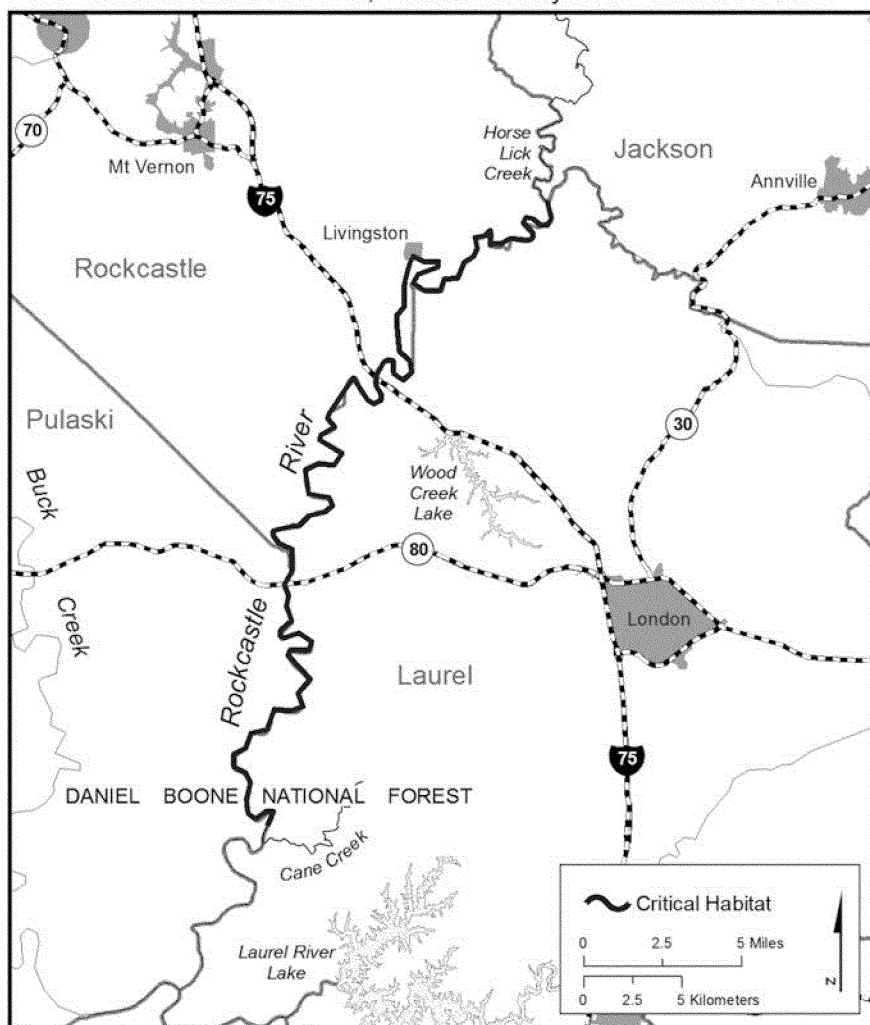 Horse
Lick
Creek
Jackson
70
Mt Vernon
Annville
75
Livingston
Rockcastle
Pulaski
River
30
Buck
Wood
Creek
Lake
80
Creek
Rockcastle
London
Laurel
75
DANIEL BOONE NATIONAL FOREST
Cane Creek
Critical Habitat
0 2.5 5 Miles
0 2.5 5 Kilometers
N
Laurel River
Lake